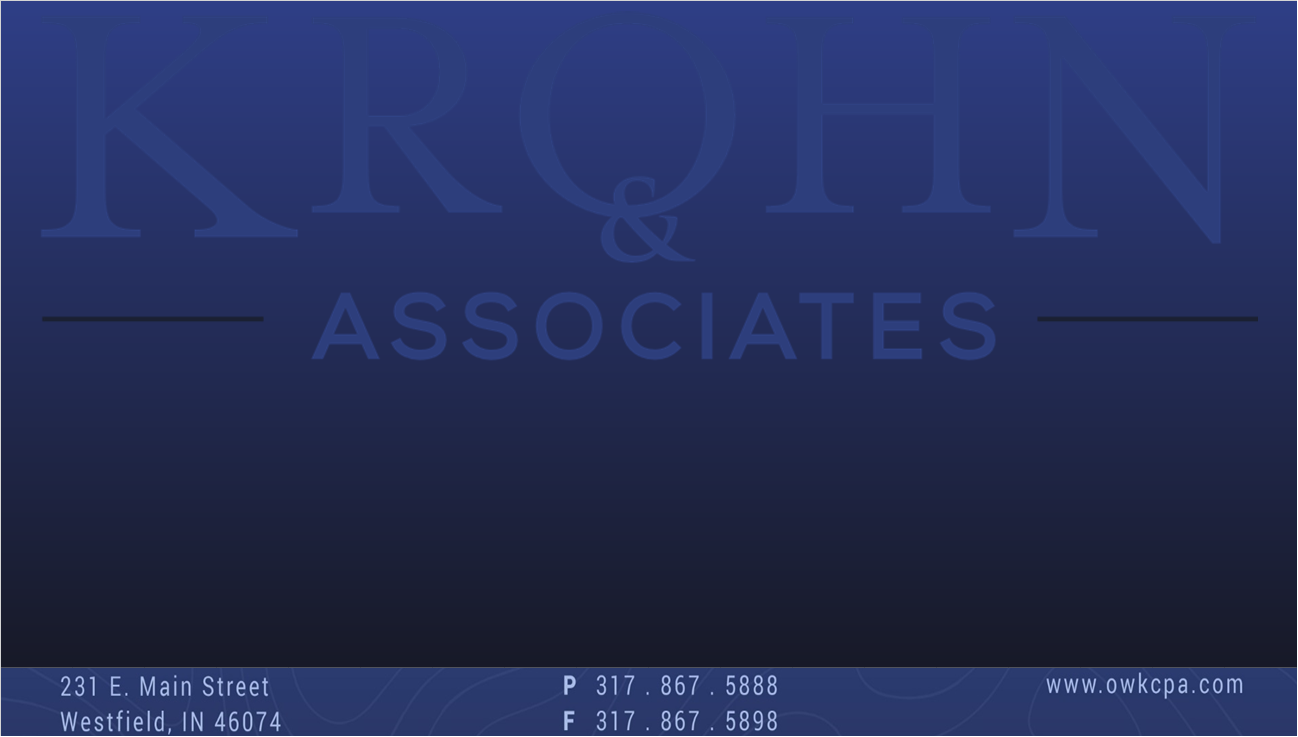 KROHN
&
ASSOCIATES
231 E. Main Street
Westfield, IN 46074
P 317 . 867 . 5888
F 317 . 867 . 5898
www.owkcpa.com